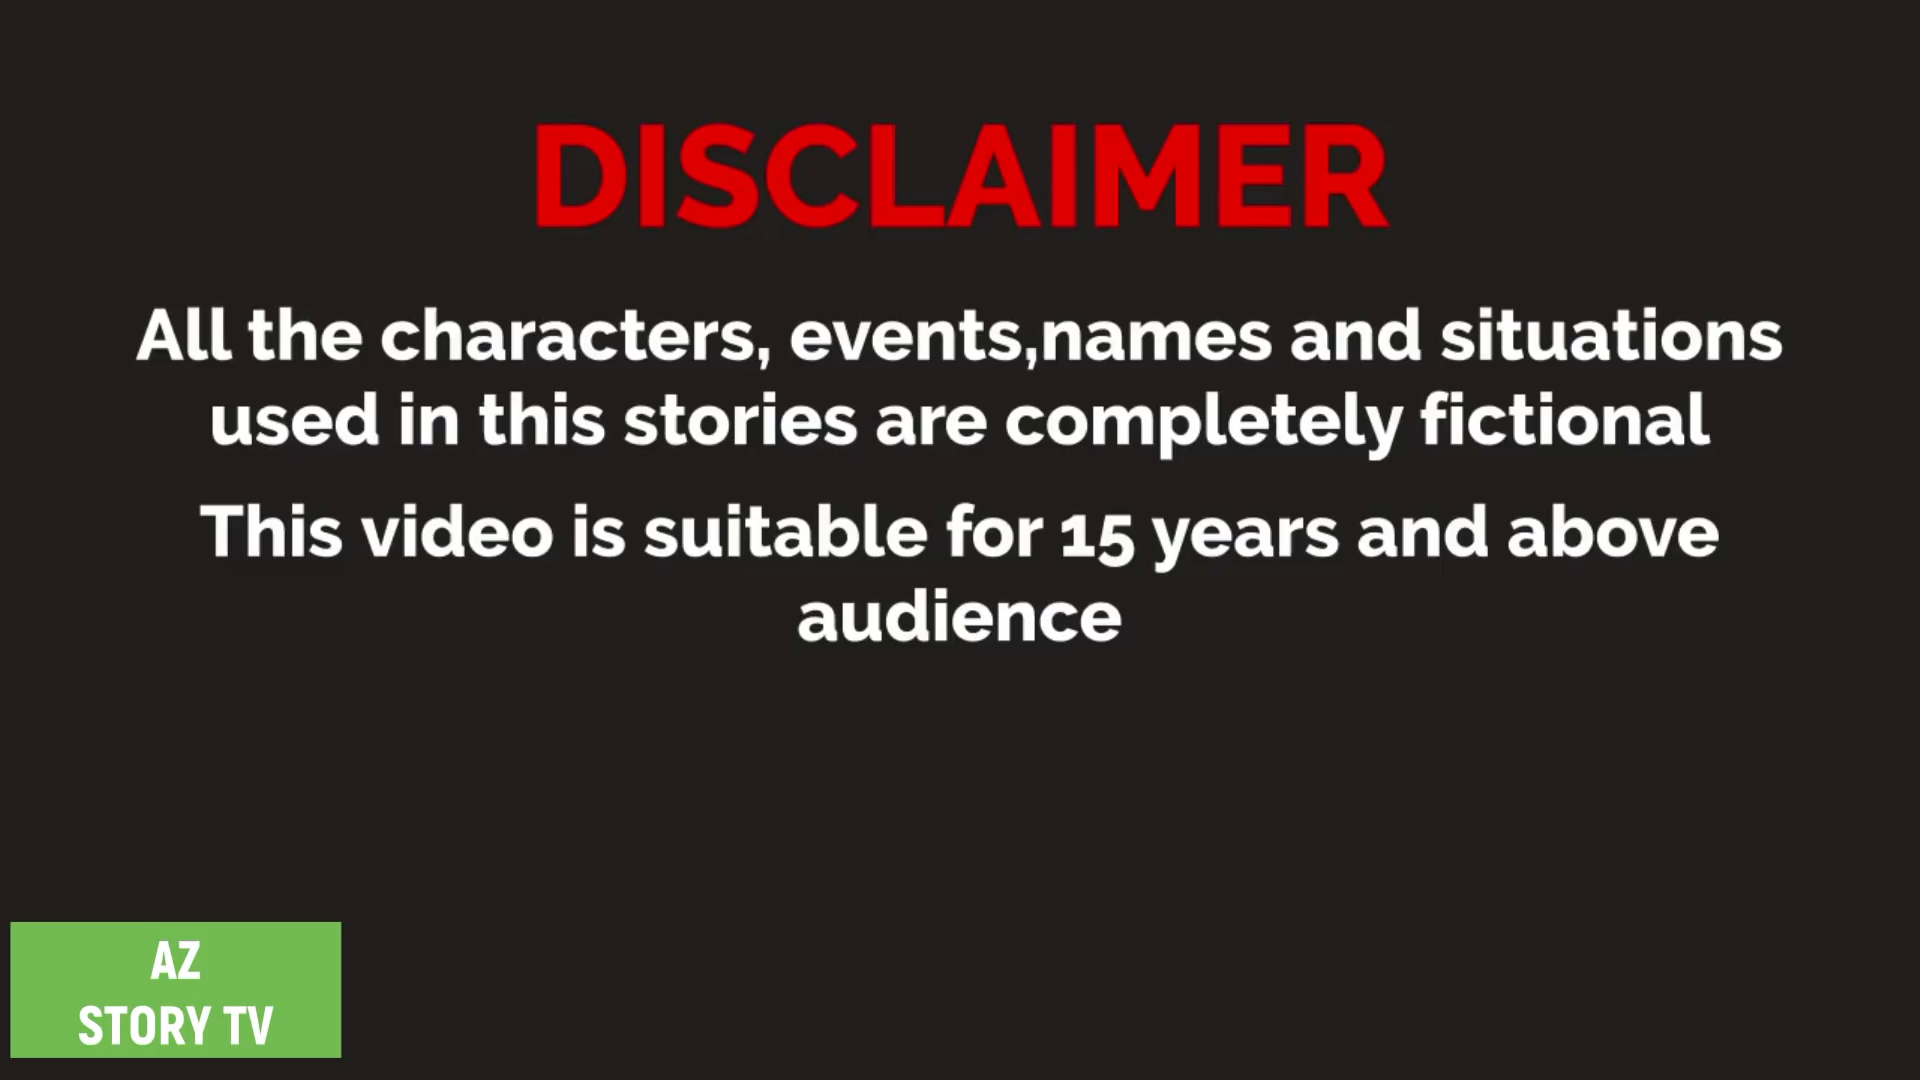 DISCLAIMER
All the characters, events,names and situations
used in this stories are completely fictional
This video is suitable for 15 years and above
audience
AZ
STORY TV